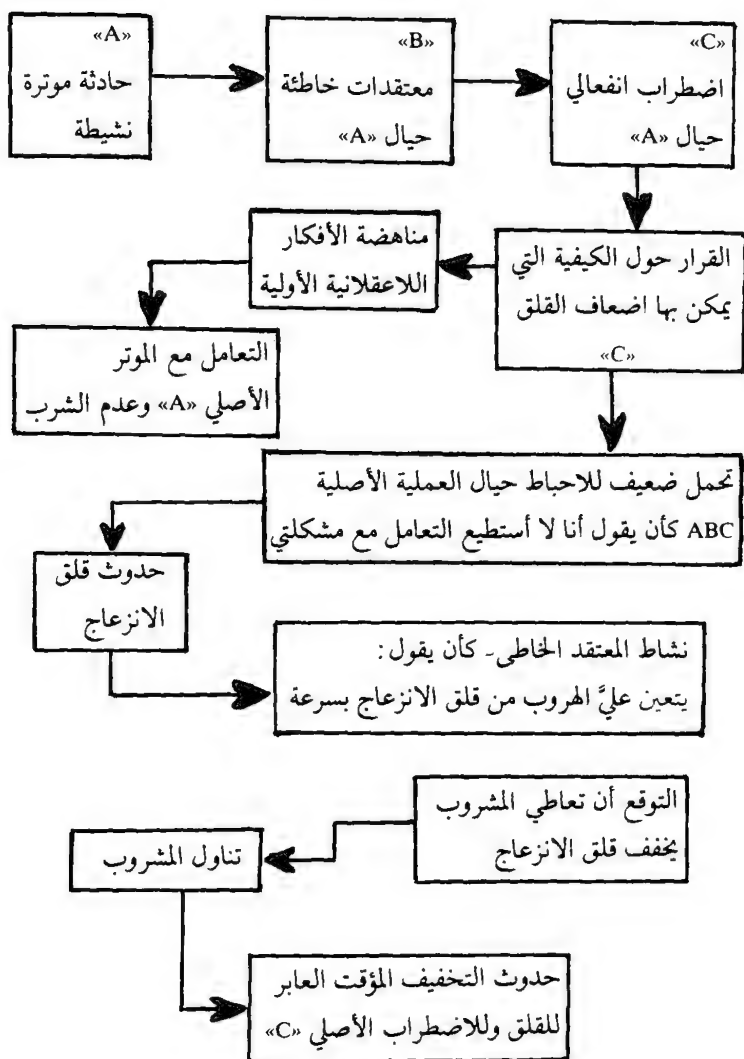 «A»
حادثة موترة
نشيطة
«B»
معتقدات خاطئة
حيال «A»
«C»
اضطراب انفعالي
حيال «A»
القرار حول الكيفية التي
يمكن بها اضعاف القلق
«C»
مناهضة الأفكار
اللاعقلانية الأولية
التعامل مع الموتر
الأصلي «A» وعدم الشرب
تحمل ضعيف للاحباط حيال العملية الأصلية
ABC كأن يقول أنا لا أستطيع التعامل مع مشكلتي
حدوث قلق
الانزعاج
نشاط المعتقد الخاطى - كأن يقول :
يتعين عليَّ الهروب من قلق الانزعاج بسرعة
التوقع أن تعاطي المشروب
يخفف قلق الانزعاج
تناول المشروب
حدوث التخفيف المؤقت العابر
للقلق وللاضطراب الأصلي «C»